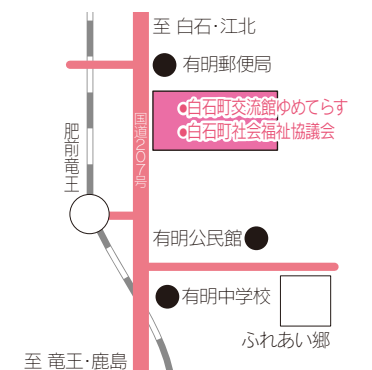 至 白石・江北
有明郵便局
●白石町交流館ゆめてらす
●白石町社会福祉協議会
国道207号
肥前竜王
有明公民館
有明中学校
ふれあい郷
至 竜王・鹿島